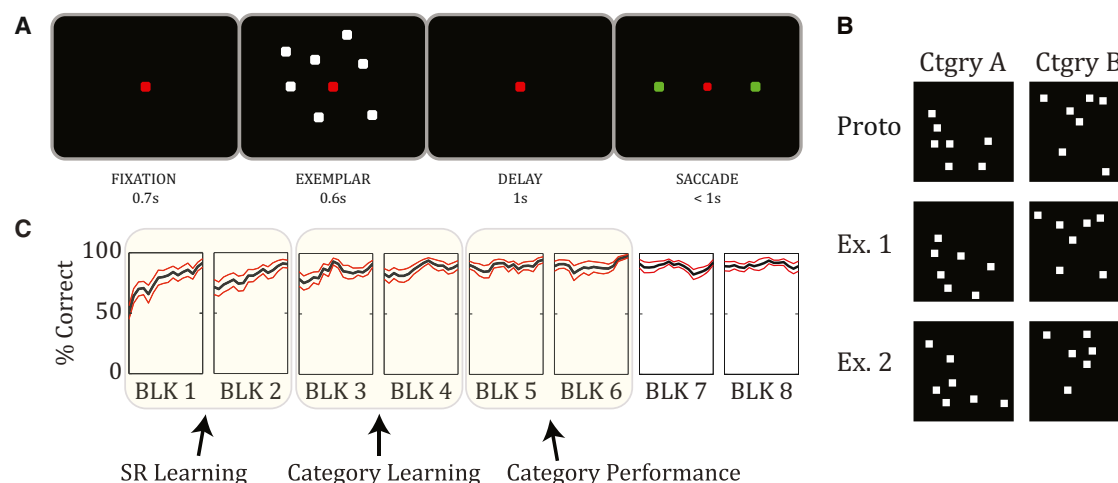 A
FIXATION
0.7s
EXEMPLAR
0.6s
DELAY
1s
SACCADE
< 1s
B
Ctgry A
Ctgry B
Proto
Ex. 1
Ex. 2
C
% Correct
100
50
0
BLK 1
BLK 2
BLK 3
BLK 4
BLK 5
BLK 6
BLK 7
BLK 8
SR Learning
Category Learning
Category Performance